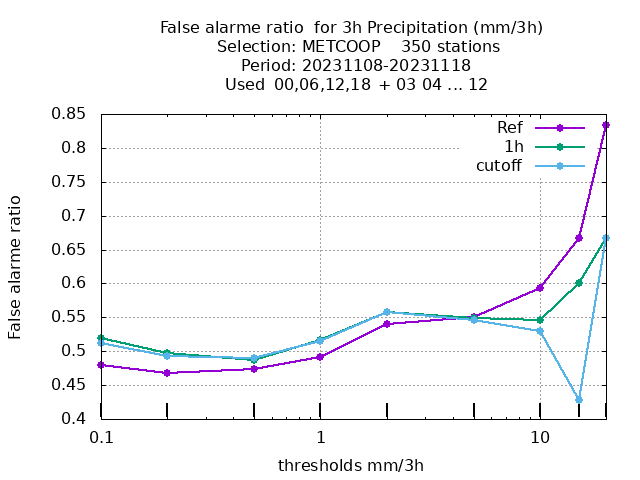 False alarme ratio  for 3h Precipitation (mm/3h)
Selection: METCOOP    350 stations
Period: 20231108-20231118
Used  00,06,12,18  + 03 04 ... 12
0.85
0.8
0.75
0.7
0.65
0.6
0.55
0.5
0.45
0.4
False alarme ratio
Ref
1h
cutoff
0.1
1
10
thresholds mm/3h